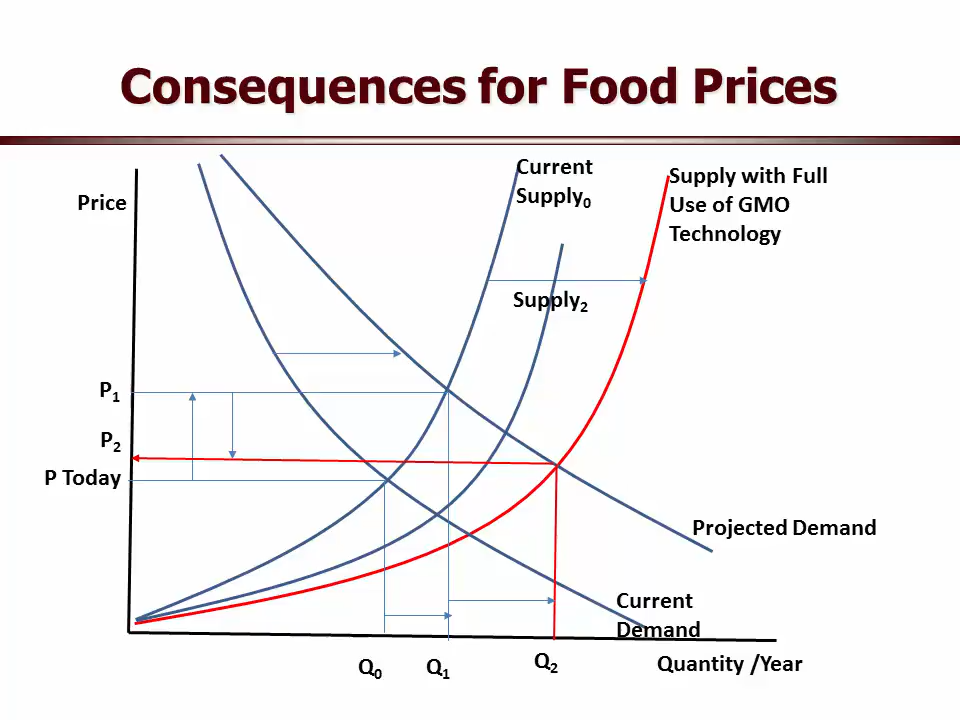 Consequences for Food Prices
Current
Supply₀
Supply with Full
Use of GMO
Technology
Price
Supply₂
P₁
P₂
P Today
Projected Demand
Current
Demand
Q₀
Q₁
Q₂
Quantity /Year